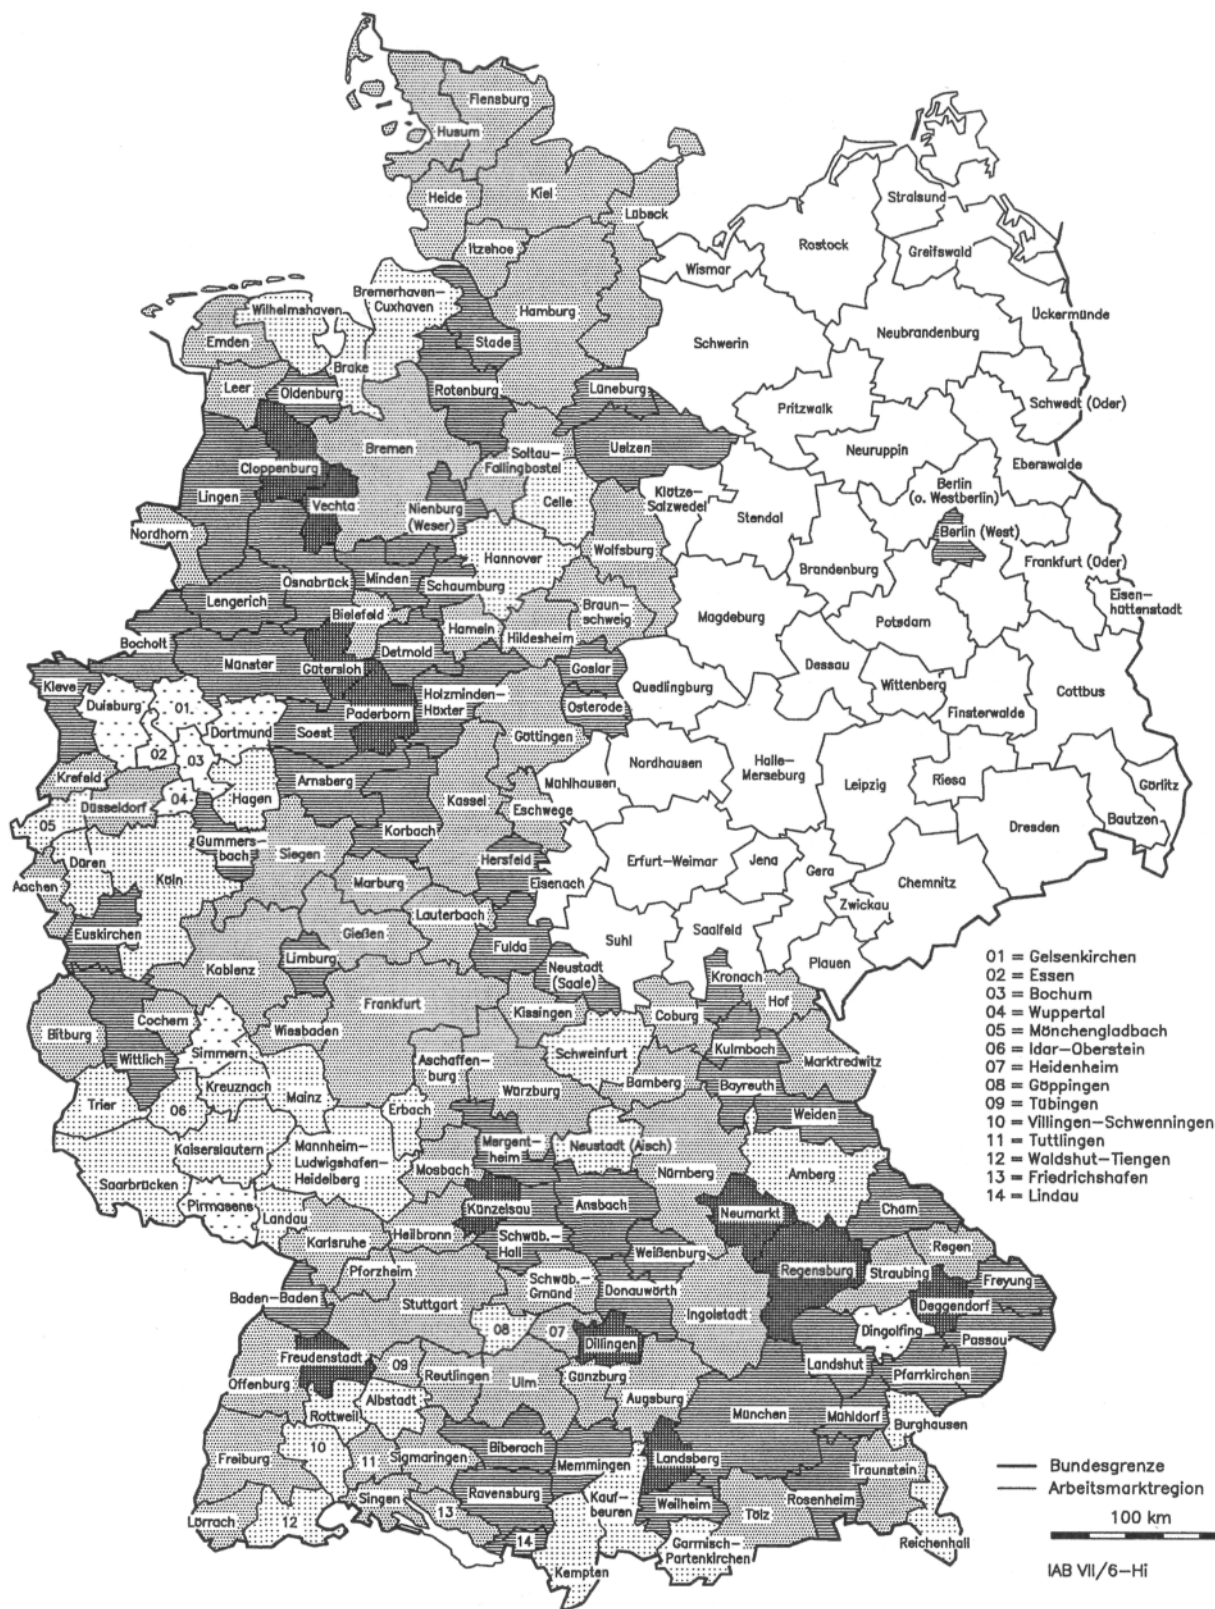 Flensburg
Husum
Heide
Kiel
Lübeck
Itzehoe
Stralsund
Rostock
Greifswald
Wismar
Bremerhaven-
Cuxhaven
Wilhelmshaven
Hamburg
Ückermünde
Neubrandenburg
Schwerin
Emden
Stade
Brake
Leer
Oldenburg
Rotenburg
Lüneburg
Pritzwalk
Schwedt (Oder)
Bremen
Soltau-
Fallingbostel
Uelzen
Neuruppin
Eberswalde
Cloppenburg
Berlin
(o. Westberlin)
Lingen
Vechta
Nienburg
(Weser)
Celle
Klötze-
Salzwedel
Stendal
Berlin (West)
Nordhorn
Hannover
Wolfsburg
Brandenburg
Frankfurt (Oder)
Osnabrück
Minden
Schaumburg
Eisen-
hüttenstadt
Lengerich
Bielefeld
Braun-
schweig
Magdeburg
Potsdam
Bocholt
Hameln
Hildesheim
Münster
Gütersloh
Detmold
Goslar
Dessau
Kleve
Quedlinburg
Wittenberg
Cottbus
Duisburg
01
Dortmund
Paderborn
Holzminden-
Höxter
Osterode
Finsterwalde
Soest
Göttingen
02
03
Krefeld
Arnsberg
Mühlhausen
Nordhausen
Halle-
Merseburg
Leipzig
Riesa
Görlitz
Düsseldorf
04
Hagen
Kassel
Eschwege
Bautzen
05
Gummers-
bach
Korbach
Dresden
Siegen
Hersfeld
Erfurt-Weimar
Jena
Düren
Köln
Gera
Chemnitz
Aachen
Marburg
Eisenach
Zwickau
Lauterbach
Euskirchen
Gießen
Fulda
Suhl
Saalfeld
Plauen
Limburg
Koblenz
Neustadt
(Saale)
Kronach
Hof
Frankfurt
Kissingen
Coburg
Cochem
Wiesbaden
Bitburg
Wittlich
Simmern
Schweinfurt
Kulmbach
Marktredwitz
Aschaffen-
burg
Kreuznach
Mainz
Würzburg
Bamberg
Bayreuth
Trier
06
Erbach
Weiden
Kaiserslautern
Mannheim-
Ludwigshafen-
Heidelberg
Mergent-
heim
Neustadt (Aisch)
Mosbach
Nürnberg
Amberg
Saarbrücken
Pirmasens
Künzelsau
Ansbach
Neumarkt
Cham
Landau
Karlsruhe
Heilbronn
Schwäb.-
Hall
Weißenburg
Regen
Pforzheim
Regensburg
Straubing
Freyung
Baden-Baden
Stuttgart
Schwäb.-
Gmünd
Donauwörth
Ingolstadt
Deggendorf
08
07
Dillingen
Dingolfing
Passau
Freudenstadt
09
Landshut
Offenburg
Reutlingen
Ulm
Günzburg
Pfarrkirchen
Albstadt
Augsburg
Rottweil
München
Mühldorf
Burghausen
Freiburg
10
11
Sigmaringen
Biberach
Memmingen
Landsberg
Traunstein
Singen
Ravensburg
Kauf-
beuren
Weilheim
Rosenheim
Lörrach
12
13
Tölz
14
Garmisch-
Partenkirchen
Reichenhall
Kempten
01 = Gelsenkirchen
02 = Essen
03 = Bochum
04 = Wuppertal
05 = Mönchengladbach
06 = Idar-Oberstein
07 = Heidenheim
08 = Göppingen
09 = Tübingen
10 = Villingen-Schwenningen
11 = Tuttlingen
12 = Waldshut-Tiengen
13 = Friedrichshafen
14 = Lindau
Bundesgrenze
Arbeitsmarktregion
100 km
IAB VII/6-Hi